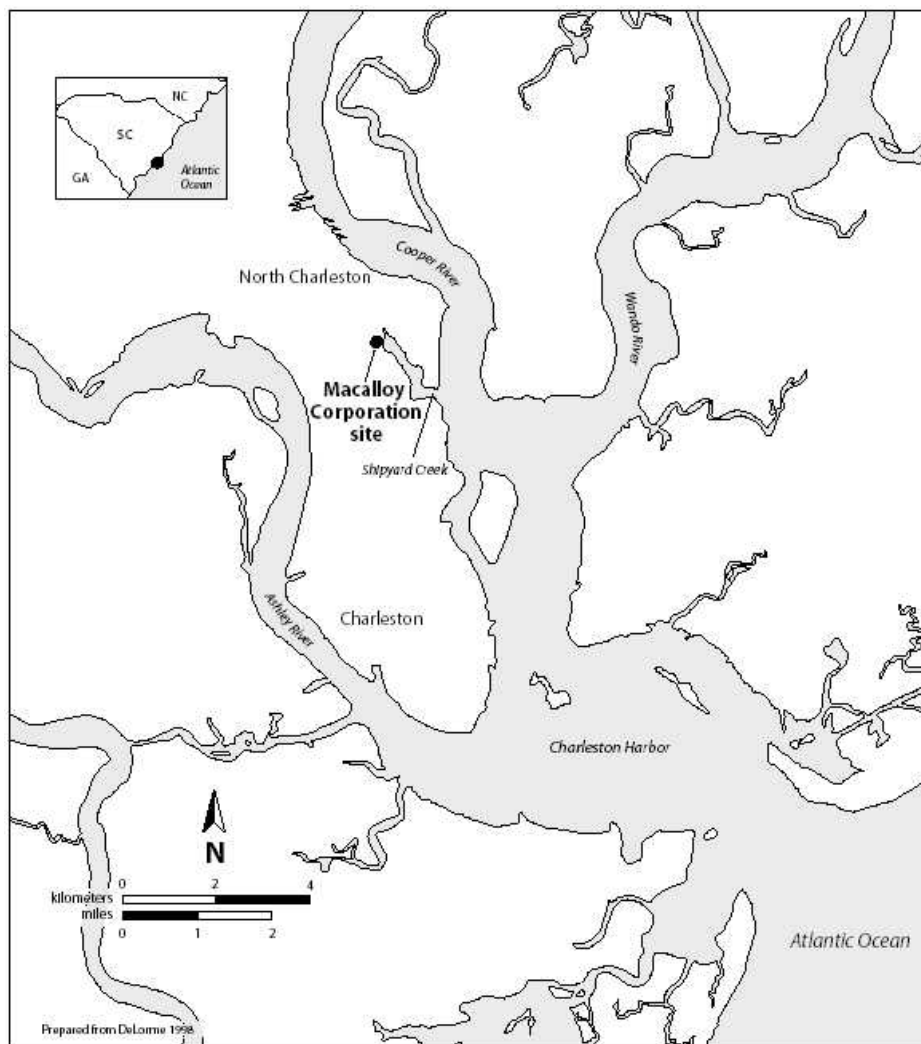 NC
SC
GA
Atlantic
Ocean
Cooper River
North Charleston
Wando River
Macalloy
Corporation
site
Shipyard Creek
Ashley River
Charleston
Charleston Harbor
N
0 2 4
kilometers
miles
0 1 2
Atlantic Ocean
Prepared from DeLorme 1998